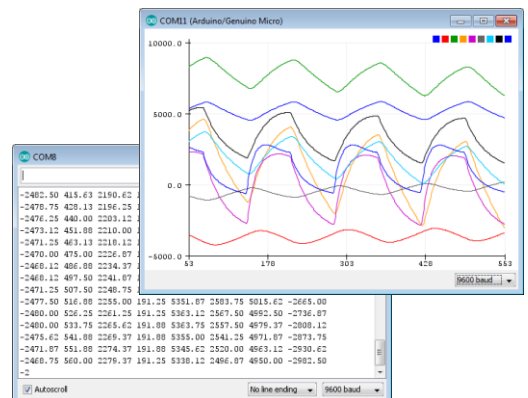 COM11 (Arduino/Genuino Micro)
10000.0
5000.0
0.0
-5000.0
53 178 303 428 553
9600 baud
COM8
-2482.50 415.63 2190.62
-2478.75 428.13 2196.25
-2476.25 440.00 2203.12
-2473.12 451.88 2210.00
-2471.25 463.13 2218.12
-2470.00 475.00 2226.87
-2468.12 486.88 2234.37
-2468.12 497.50 2241.87
-2471.25 507.50 2248.75
-2477.50 516.88 2255.00 191.25 5351.87 2583.75 5015.62 -2665.00
-2480.00 526.25 2261.25 191.25 5363.12 2567.50 4992.50 -2736.87
-2480.00 533.75 2265.62 191.88 5363.75 2557.50 4979.37 -2808.12
-2475.62 541.88 2269.37 191.88 5355.00 2541.25 4971.87 -2873.75
-2471.87 551.88 2274.37 191.88 5345.62 2520.00 4963.12 -2930.62
-2468.75 560.00 2279.37 191.25 5338.12 2496.87 4950.00 -2982.50
-2
Autoscroll No line ending 9600 baud